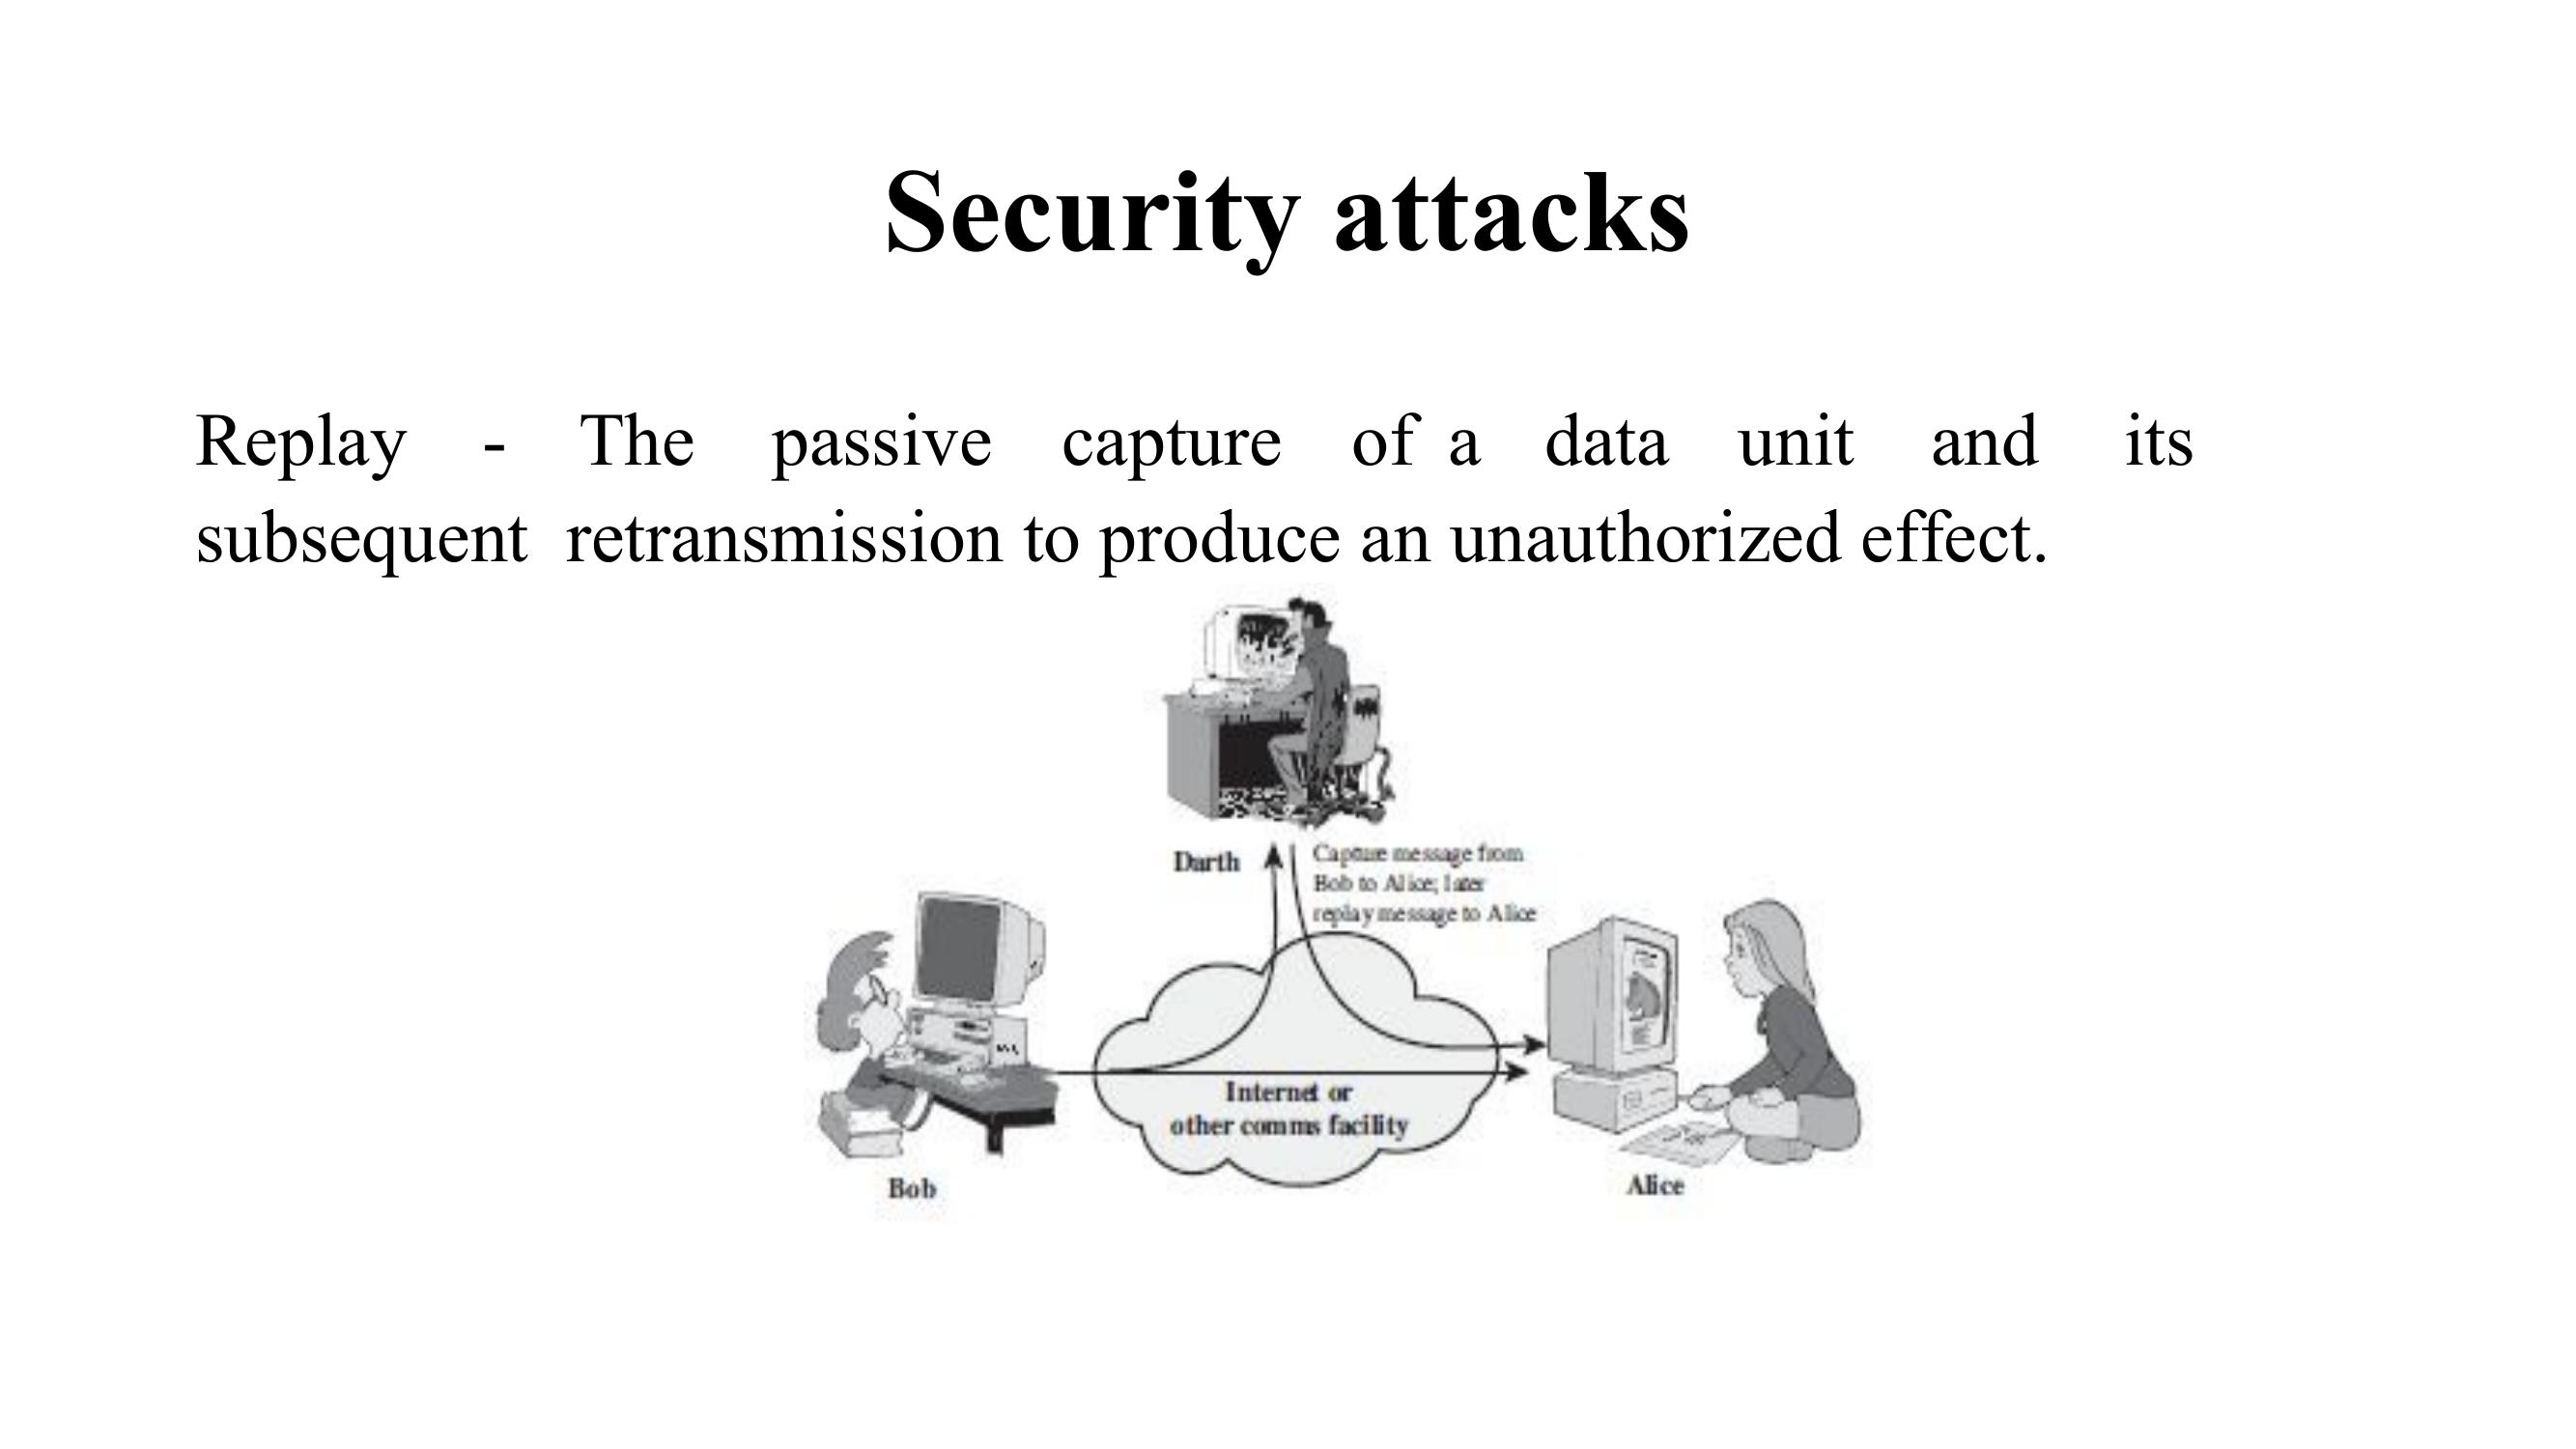 Security attacks
Replay - The passive capture of a data unit and its
subsequent retransmission to produce an unauthorized effect.
Darth
Capture message from
Bob to Alice; later
replay message to Alice
Internet or
other comms facility
Bob
Alice